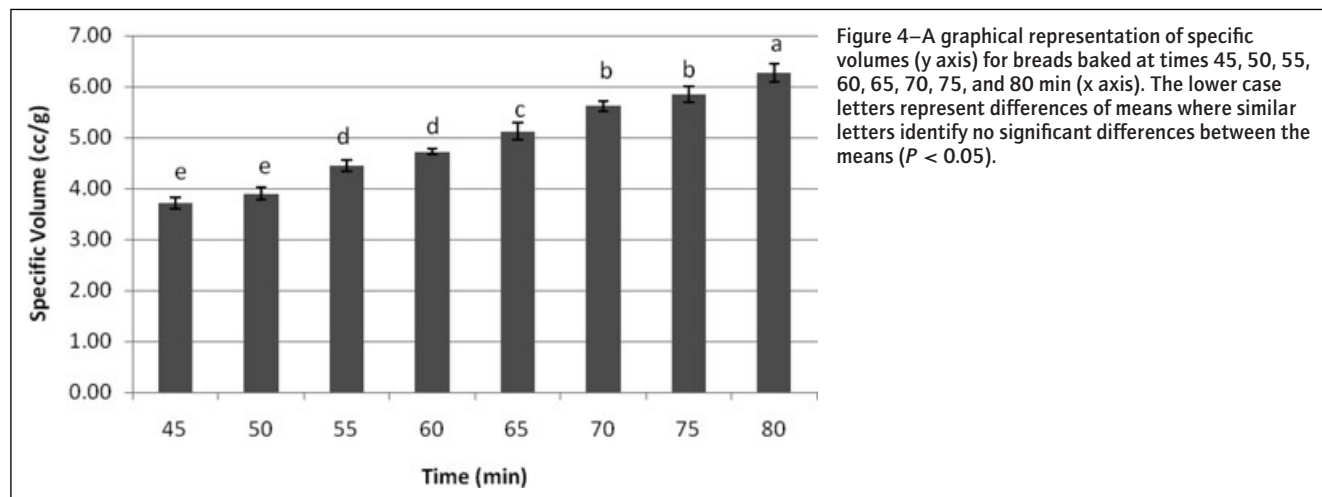 7.00
6.00
5.00
4.00
3.00
2.00
1.00
0.00
Specific Volume (cc/g)
e
e
d
d
c
b
b
a
45 50 55 60 65 70 75 80
Time (min)
Figure 4–A graphical representation of specific
volumes (y axis) for breads baked at times 45, 50, 55,
60, 65, 70, 75, and 80 min (x axis). The lower case
letters represent differences of means where similar
letters identify no significant differences between the
means (P < 0.05).